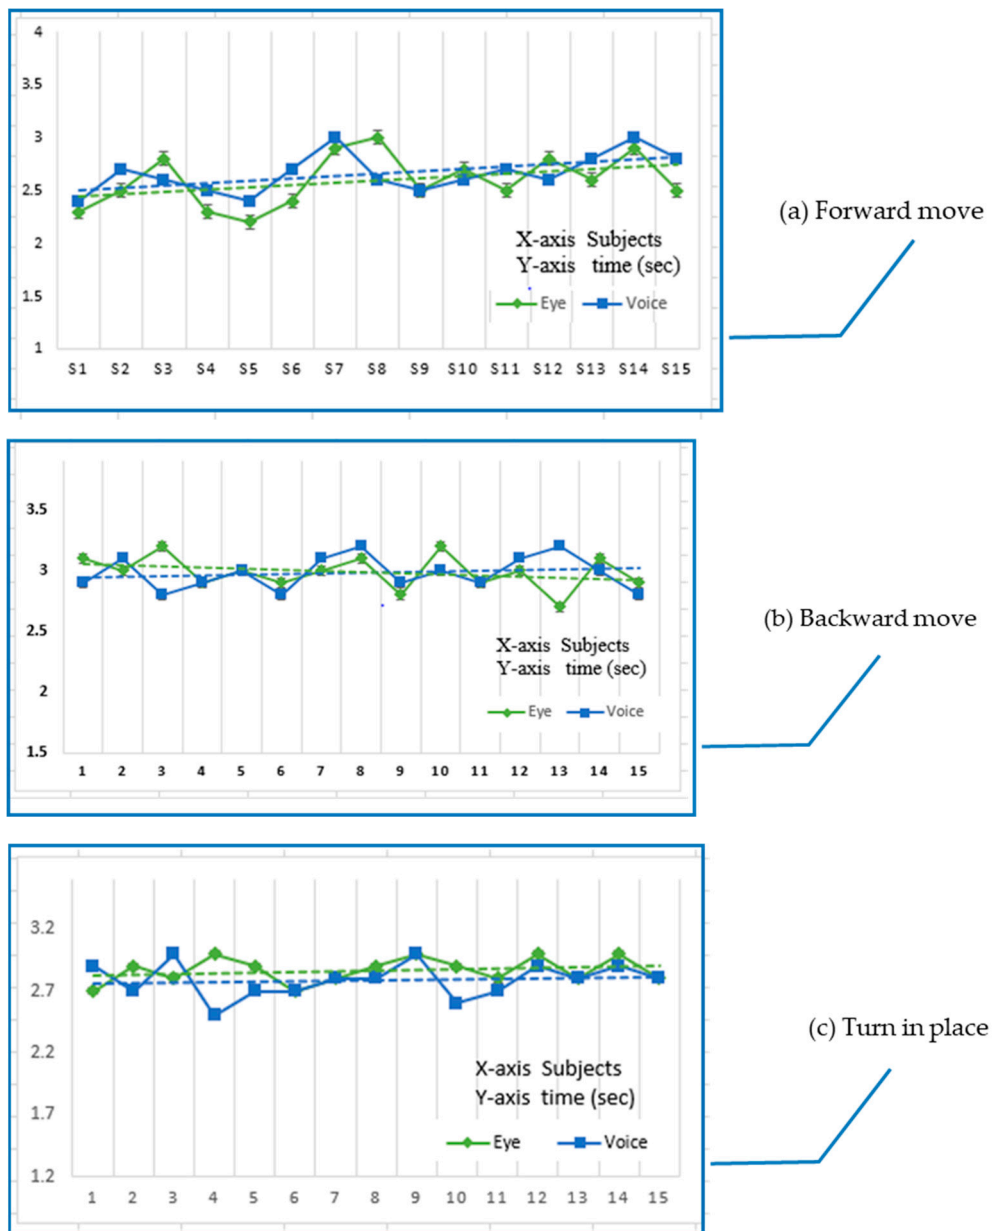 4
3.5
3
2.5
2
1.5
1
X-axis Subjects
Y-axis time (sec)
Eye Voice
S1 S2 S3 S4 S5 S6 S7 S8 S9 S10 S11 S12 S13 S14 S15
(a) Forward move
3.5
3
2.5
2
1.5
X-axis Subjects
Y-axis time (sec)
Eye Voice
1 2 3 4 5 6 7 8 9 10 11 12 13 14 15
(b) Backward move
3.2
2.7
2.2
1.7
1.2
X-axis Subjects
Y-axis time (sec)
Eye Voice
1 2 3 4 5 6 7 8 9 10 11 12 13 14 15
(c) Turn in place